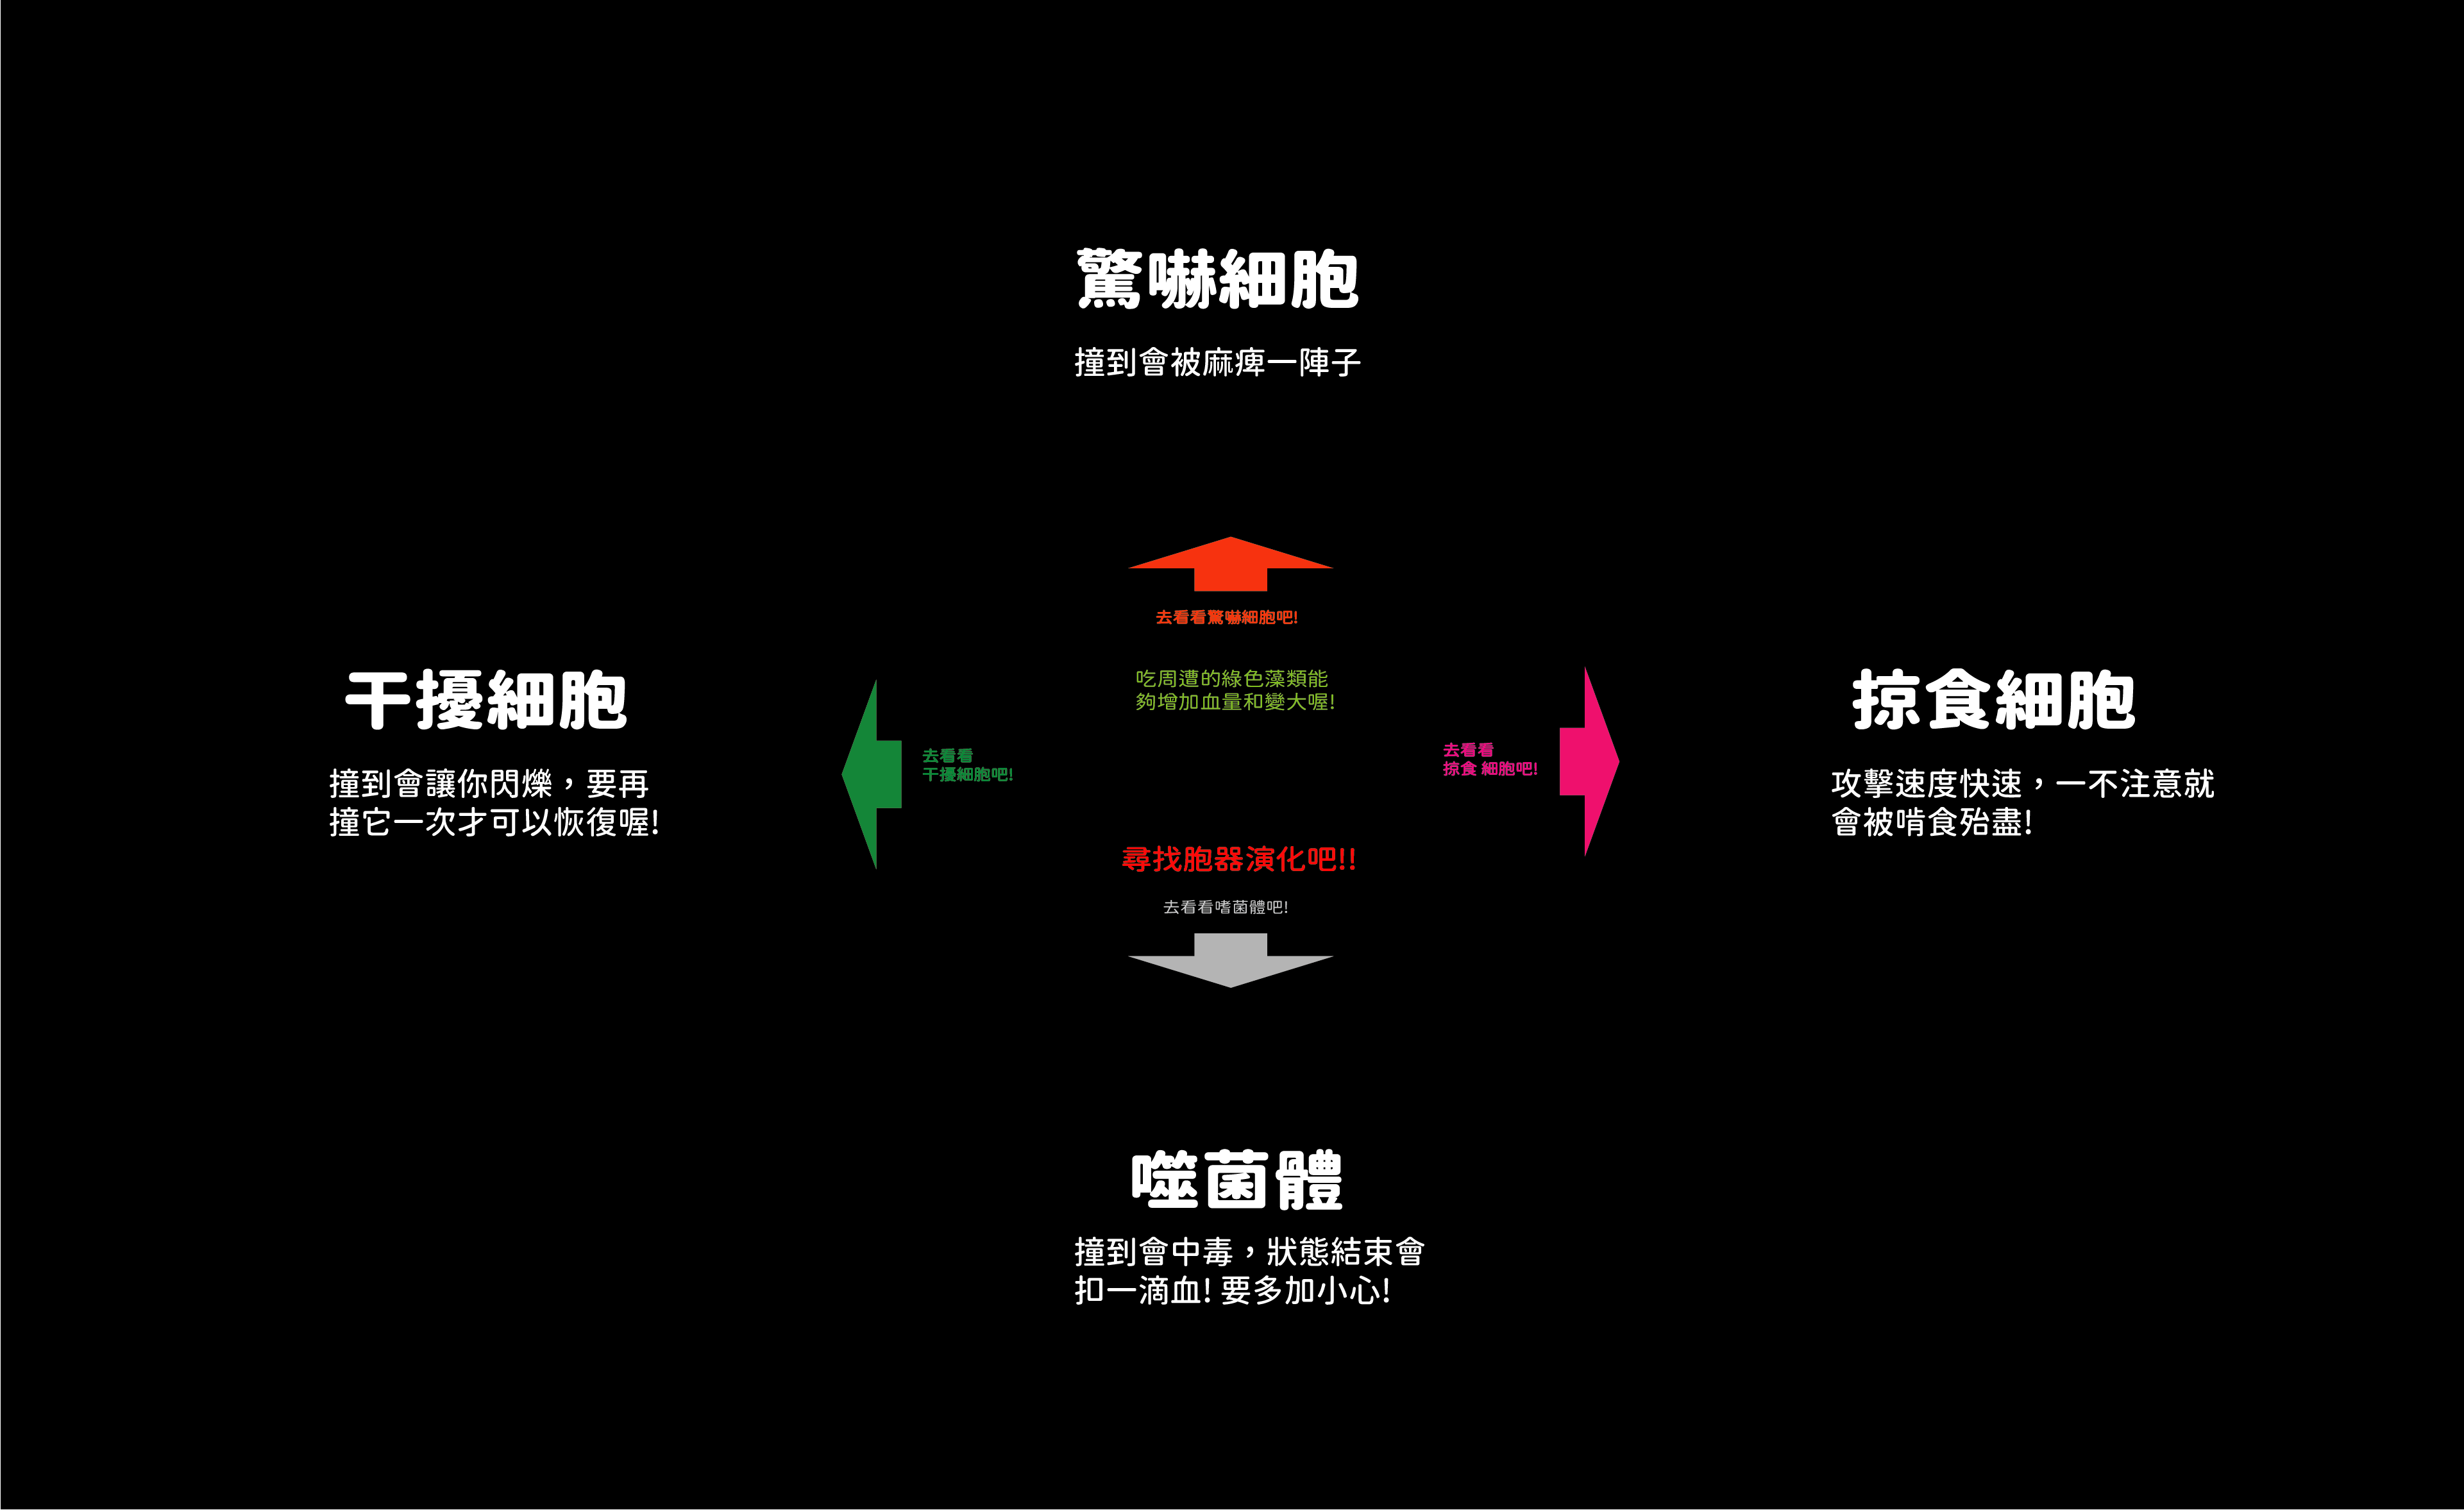 驚嚇細胞
撞到會被麻痺一陣子
去看看驚嚇細胞吧!
吃周遭的綠色藻類能
夠增加血量和變大喔!
干擾細胞
撞到會讓你閃爍，要再
撞它一次才可以恢復喔!
去看看
干擾細胞吧!
去看看
掠食 細胞吧!
掠食細胞
攻擊速度快速，一不注意就
會被啃食殆盡!
尋找胞器演化吧!!
去看看嗜菌體吧!
噬菌體
撞到會中毒，狀態結束會
扣一滴血! 要多加小心!